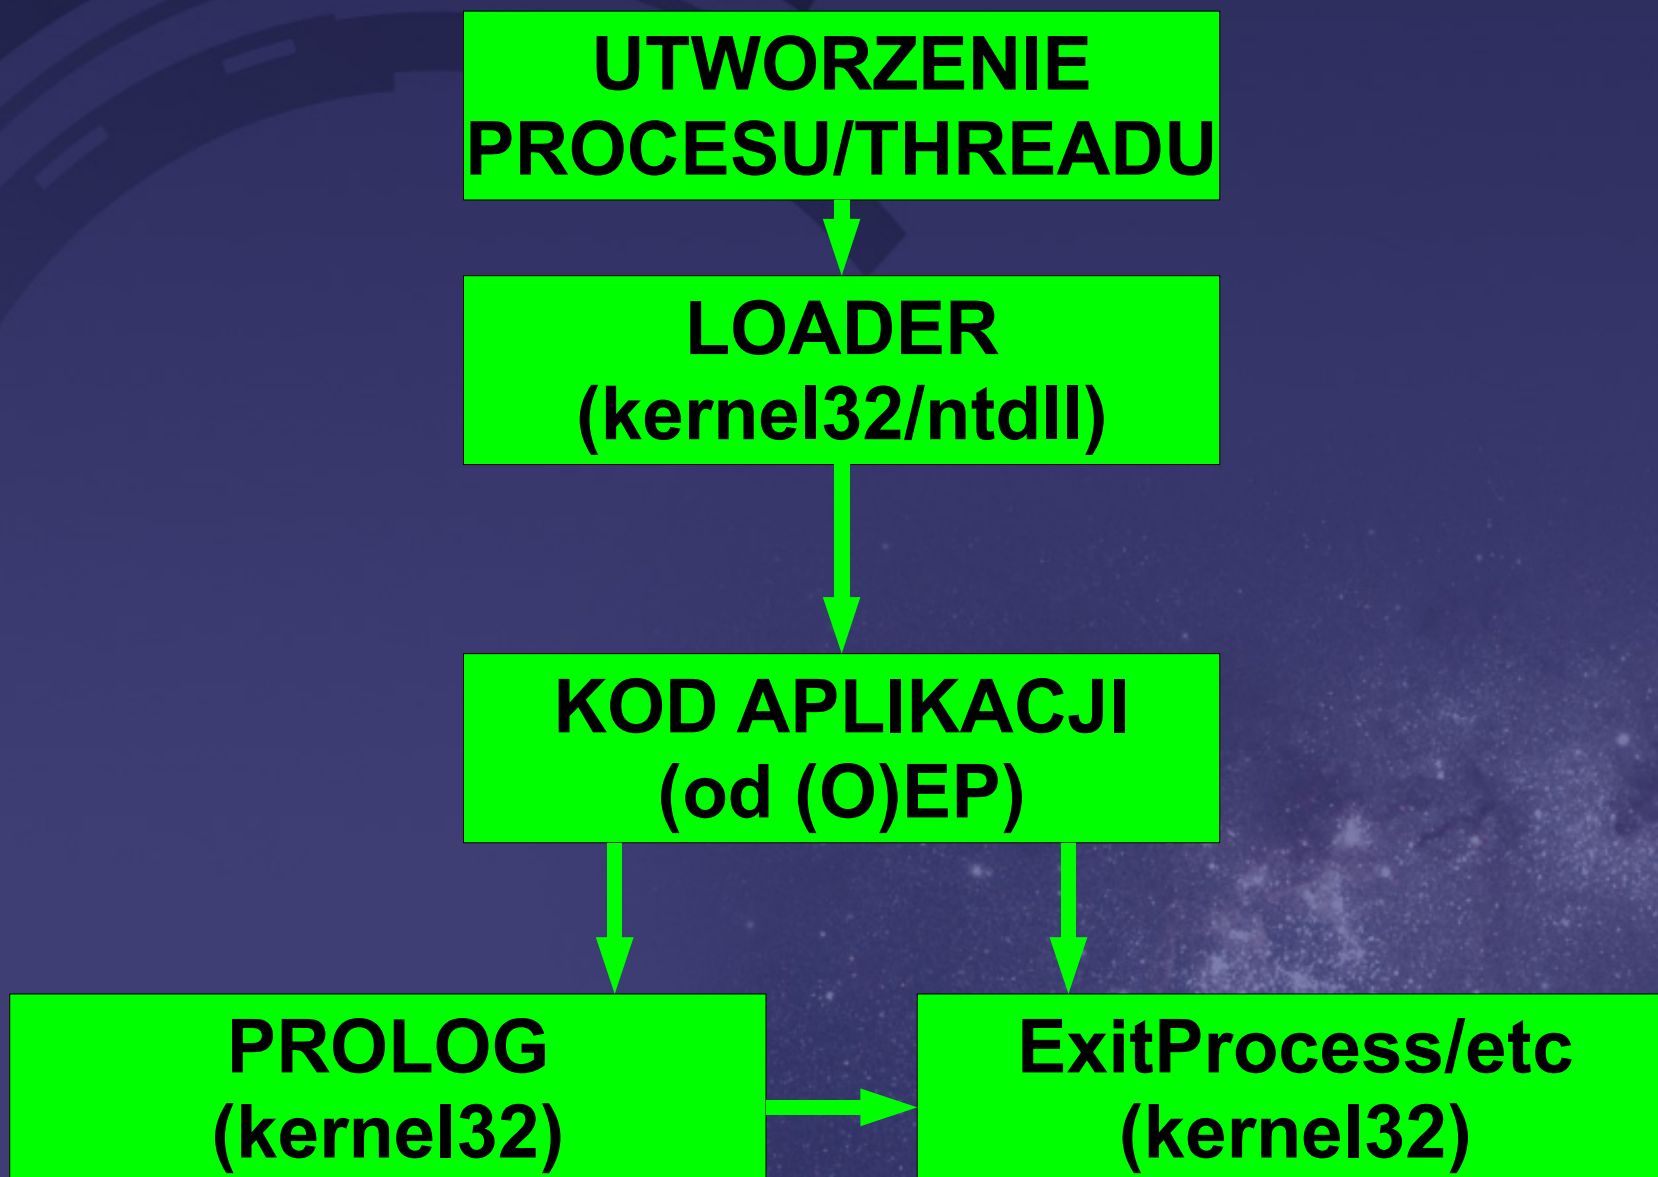 UTWORZENIE
PROCESU/THREADU
LOADER
(kernel32/ntdll)
KOD APLIKACJI
(od (O)EP)
PROLOG
(kernel32)
ExitProcess/etc
(kernel32)